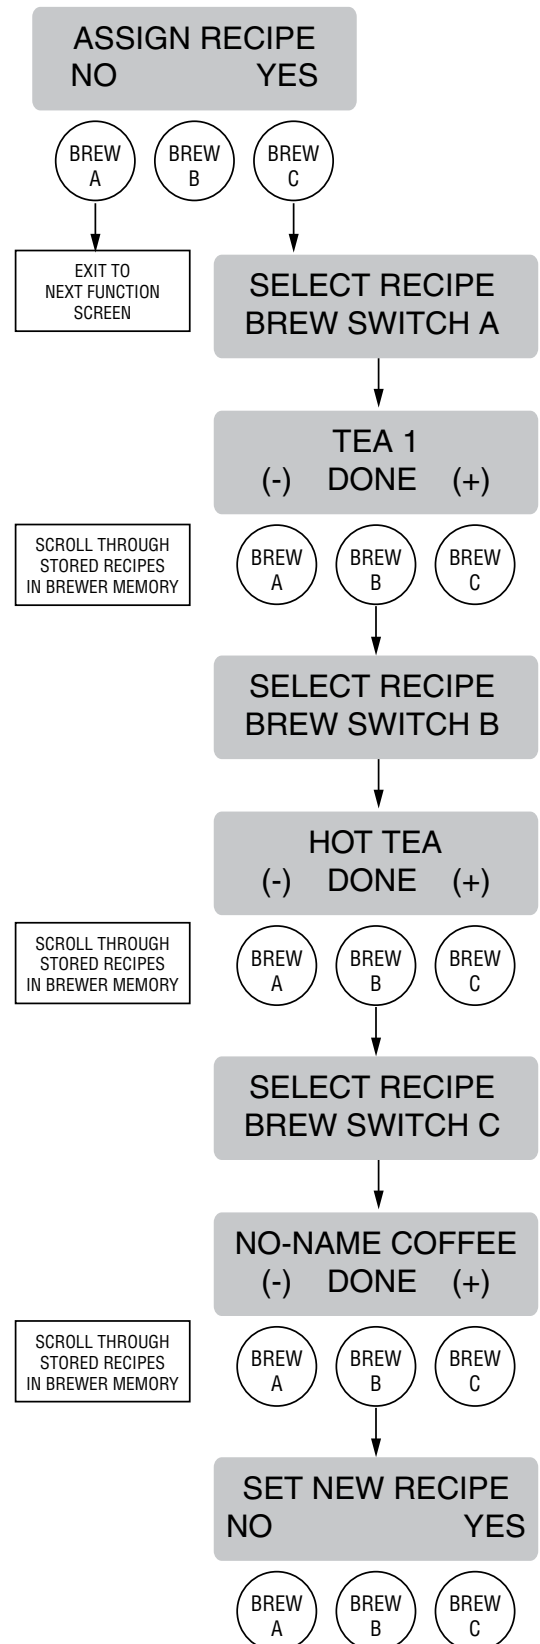 ASSIGN RECIPE
NO YES
BREW A
BREW B
BREW C
EXIT TO
NEXT FUNCTION
SCREEN
SELECT RECIPE
BREW SWITCH A
TEA 1
(-) DONE (+)
SCROLL THROUGH
STORED RECIPES
IN BREWER MEMORY
BREW A
BREW B
BREW C
SELECT RECIPE
BREW SWITCH B
HOT TEA
(-) DONE (+)
SCROLL THROUGH
STORED RECIPES
IN BREWER MEMORY
BREW A
BREW B
BREW C
SELECT RECIPE
BREW SWITCH C
NO-NAME COFFEE
(-) DONE (+)
SCROLL THROUGH
STORED RECIPES
IN BREWER MEMORY
BREW A
BREW B
BREW C
SET NEW RECIPE
NO YES
BREW A
BREW B
BREW C